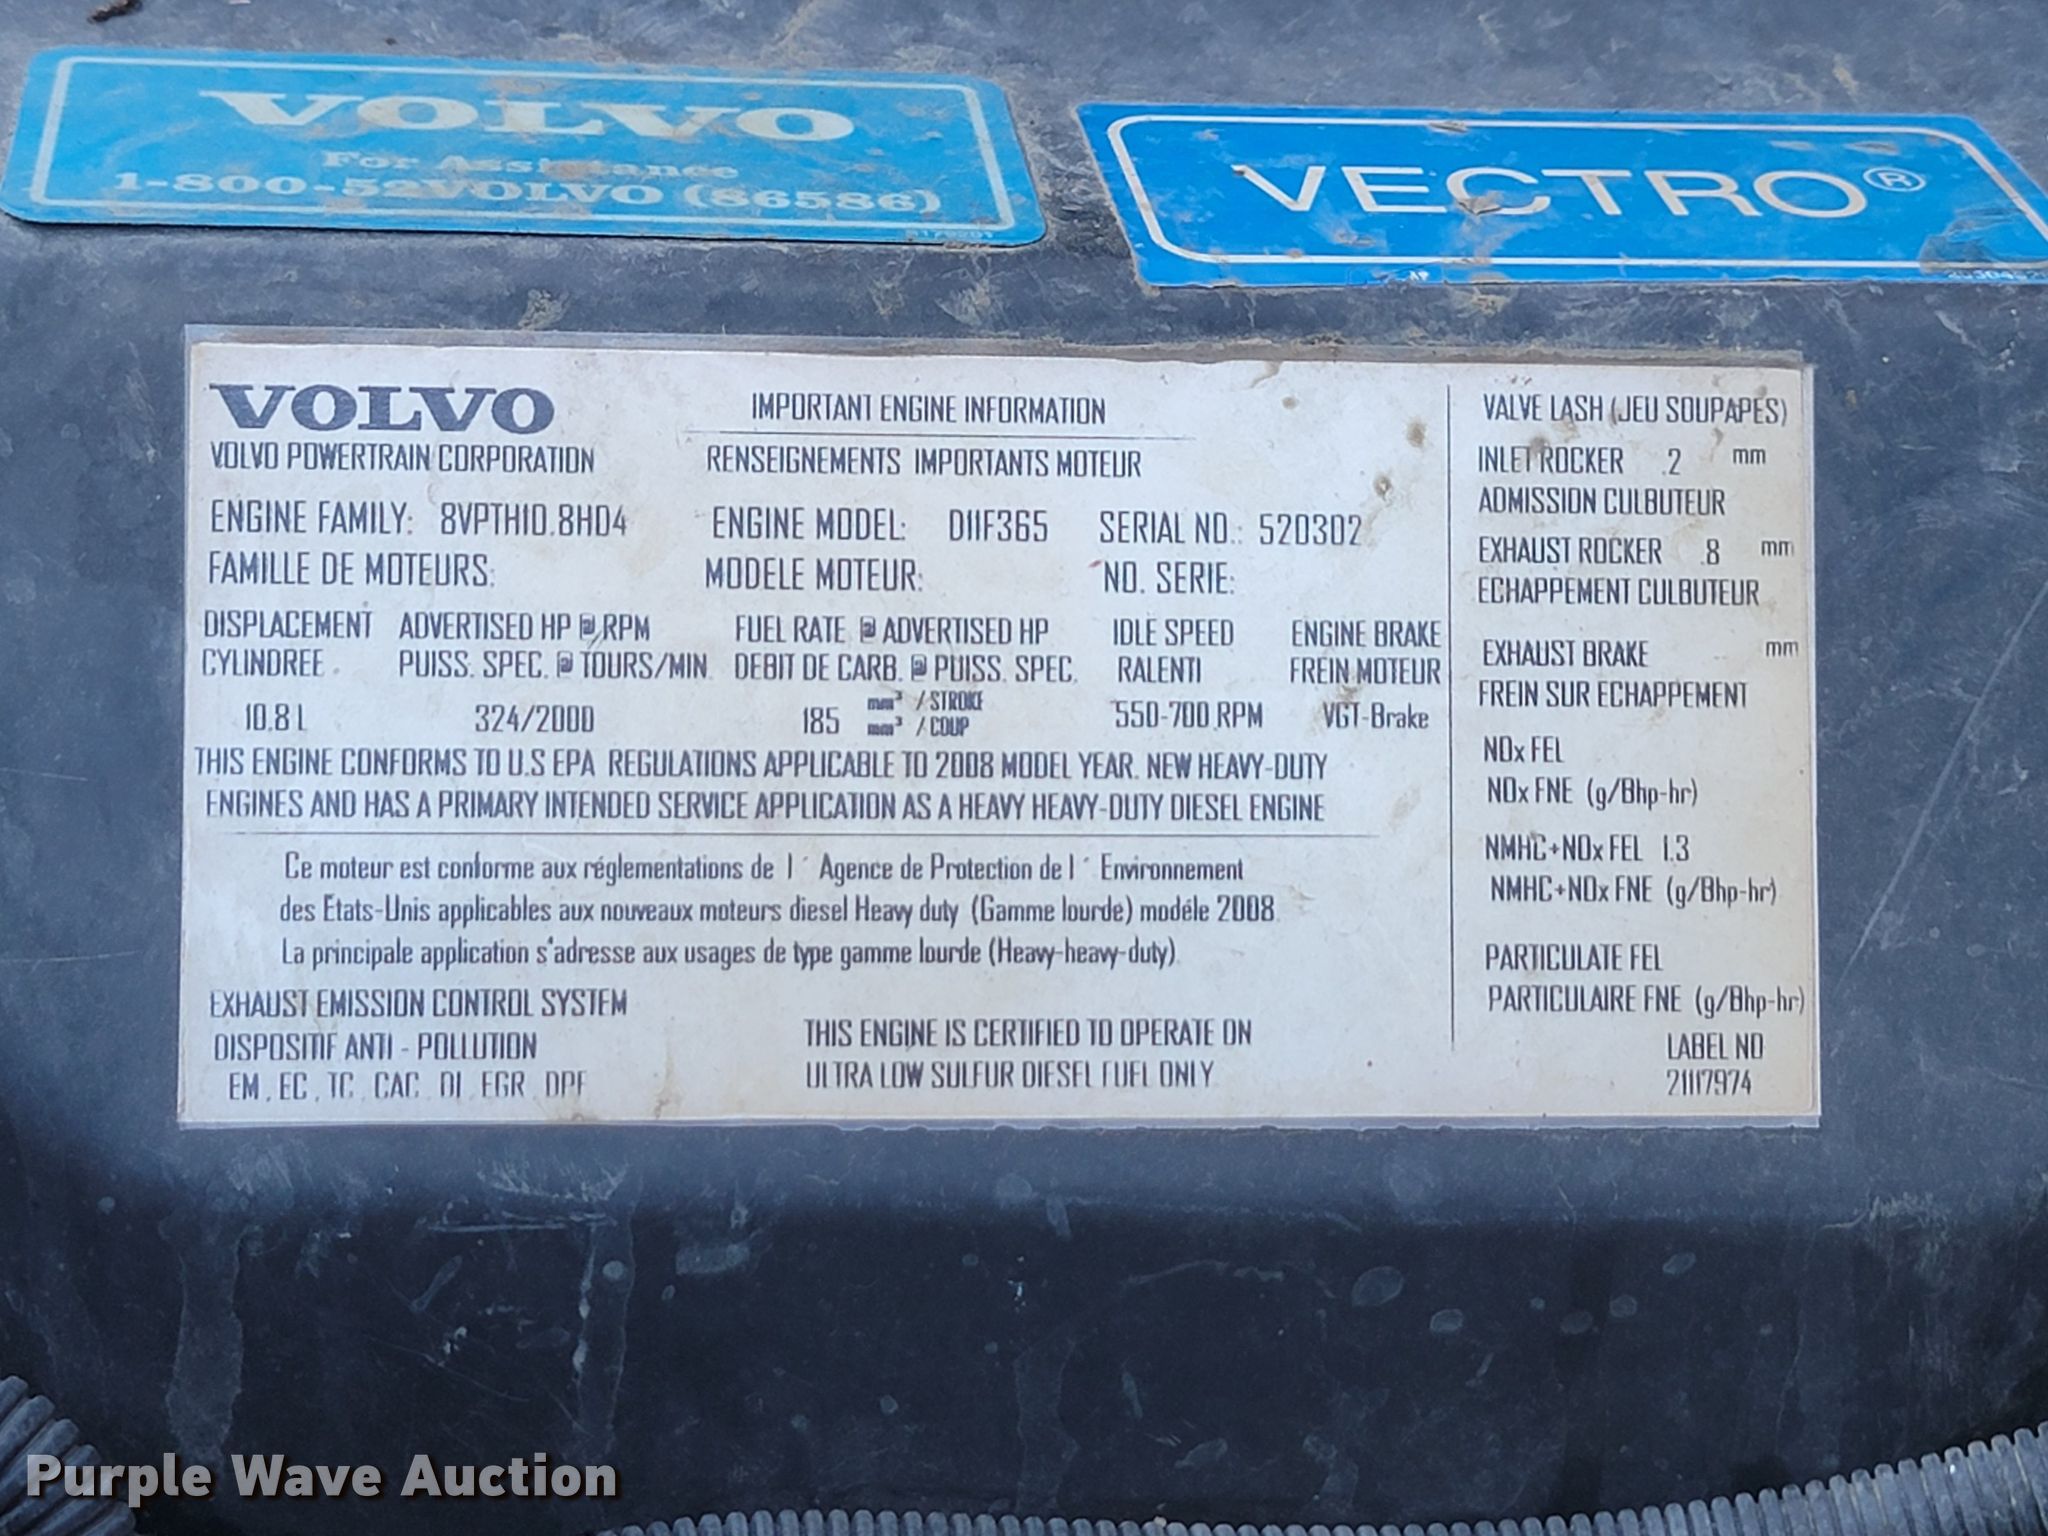 VOLVO
For Assistance
1-800-52VOLVO (86586)
VECTRO®
VOLVO
VOLVO POWERTRAIN CORPORATION
IMPORTANT ENGINE INFORMATION
RENSEIGNEMENTS IMPORTANTS MOTEUR
ENGINE FAMILY: 8VPTH10.8H04 ENGINE MODEL: D11F365 SERIAL NO.: 520302
FAMILLE DE MOTEURS: MODELE MOTEUR: NO. SERIE:
DISPLACEMENT ADVERTISED HP @ RPM FUEL RATE @ ADVERTISED HP IDLE SPEED ENGINE BRAKE
CYLINDREE PUISS. SPEC. @ TOURS/MIN. DEBIT DE CARB. @ PUISS. SPEC. RALENTI FREIN MOTEUR
10.8 L 324/2000 185 mm³ / STROKE mm³ / COUP 550-700 RPM VGT-Brake
THIS ENGINE CONFORMS TO U.S EPA REGULATIONS APPLICABLE TO 2008 MODEL YEAR. NEW HEAVY-DUTY
ENGINES AND HAS A PRIMARY INTENDED SERVICE APPLICATION AS A HEAVY HEAVY-DUTY DIESEL ENGINE
Ce moteur est conforme aux réglementations de l ' Agence de Protection de l ' Environnement
des Etats-Unis applicables aux nouveaux moteurs diesel Heavy duty (Gamme lourde) modéle 2008.
La principale application s'adresse aux usages de type gamme lourde (Heavy-heavy-duty).
EXHAUST EMISSION CONTROL SYSTEM
DISPOSITIF ANTI - POLLUTION
EM , EC , TC , CAC , DI , EGR , DPF
THIS ENGINE IS CERTIFIED TO OPERATE ON
ULTRA LOW SULFUR DIESEL FUEL ONLY
VALVE LASH (JEU SOUPAPES)
INLET ROCKER .2 mm
ADMISSION CULBUTEUR
EXHAUST ROCKER .8 mm
ECHAPPEMENT CULBUTEUR
EXHAUST BRAKE mm
FREIN SUR ECHAPPEMENT
NOx FEL
NOx FNE (g/Bhp-hr)
NMHC+NOx FEL 1.3
NMHC+NOx FNE (g/Bhp-hr)
PARTICULATE FEL
PARTICULAIRE FNE (g/Bhp-hr)
LABEL NO
21117974
Purple Wave Auction